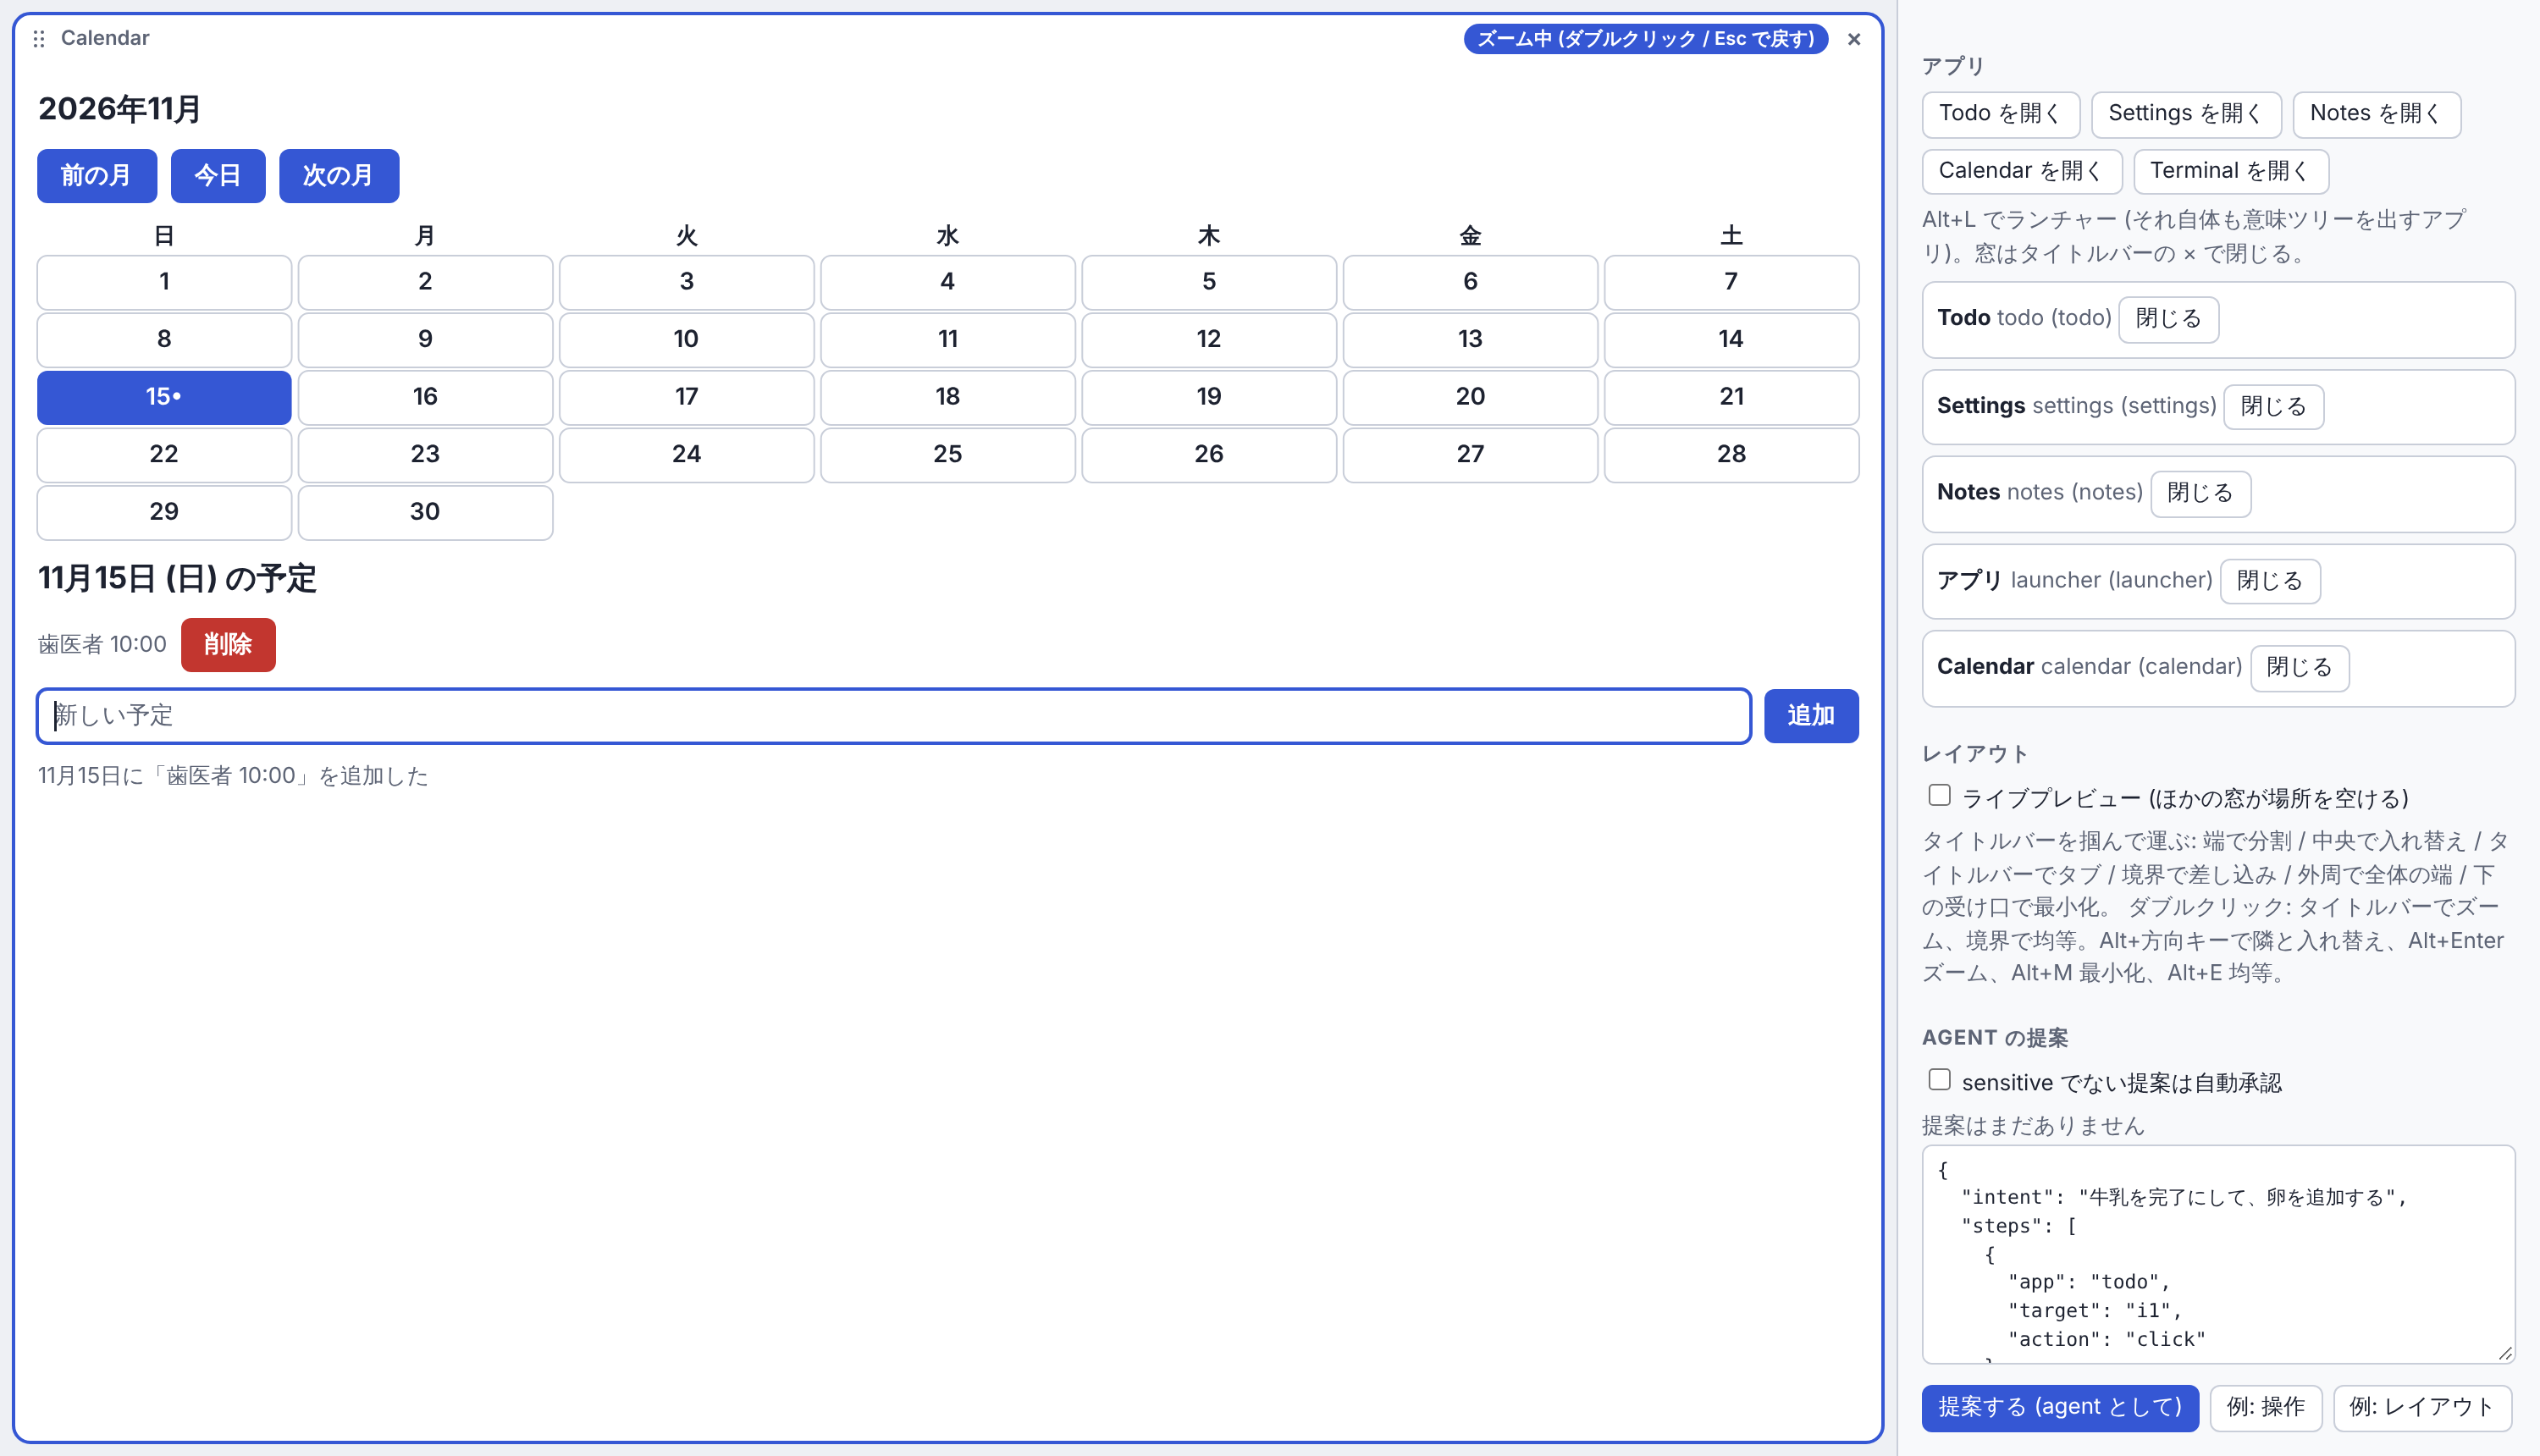 Calendar
ズーム中 (ダブルクリック / Esc で戻す)
×
2026年11月
前の月
今日
次の月
日 月 火 水 木 金 土
1 2 3 4 5 6 7
8 9 10 11 12 13 14
15• 16 17 18 19 20 21
22 23 24 25 26 27 28
29 30
11月15日 (日) の予定
歯医者 10:00 削除
新しい予定 追加
11月15日に「歯医者 10:00」を追加した
アプリ
Todo を開く Settings を開く Notes を開く
Calendar を開く Terminal を開く
Alt+L でランチャー (それ自体も意味ツリーを出すアプ
リ)。窓はタイトルバーの × で閉じる。
Todo todo (todo) 閉じる
Settings settings (settings) 閉じる
Notes notes (notes) 閉じる
アプリ launcher (launcher) 閉じる
Calendar calendar (calendar) 閉じる
レイアウト
ライブプレビュー (ほかの窓が場所を空ける)
タイトルバーを掴んで運ぶ: 端で分割 / 中央で入れ替え / タ
イトルバーでタブ / 境界で差し込み / 外周で全体の端 / 下
の受け口で最小化。 ダブルクリック: タイトルバーでズー
ム、境界で均等。Alt+方向キーで隣と入れ替え、Alt+Enter
ズーム、Alt+M 最小化、Alt+E 均等。
AGENT の提案
sensitive でない提案は自動承認
提案はまだありません
{
"intent": "牛乳を完了にして、卵を追加する",
"steps": [
{
"app": "todo",
"target": "i1",
"action": "click"
}
提案する (agent として) 例: 操作 例: レイアウト